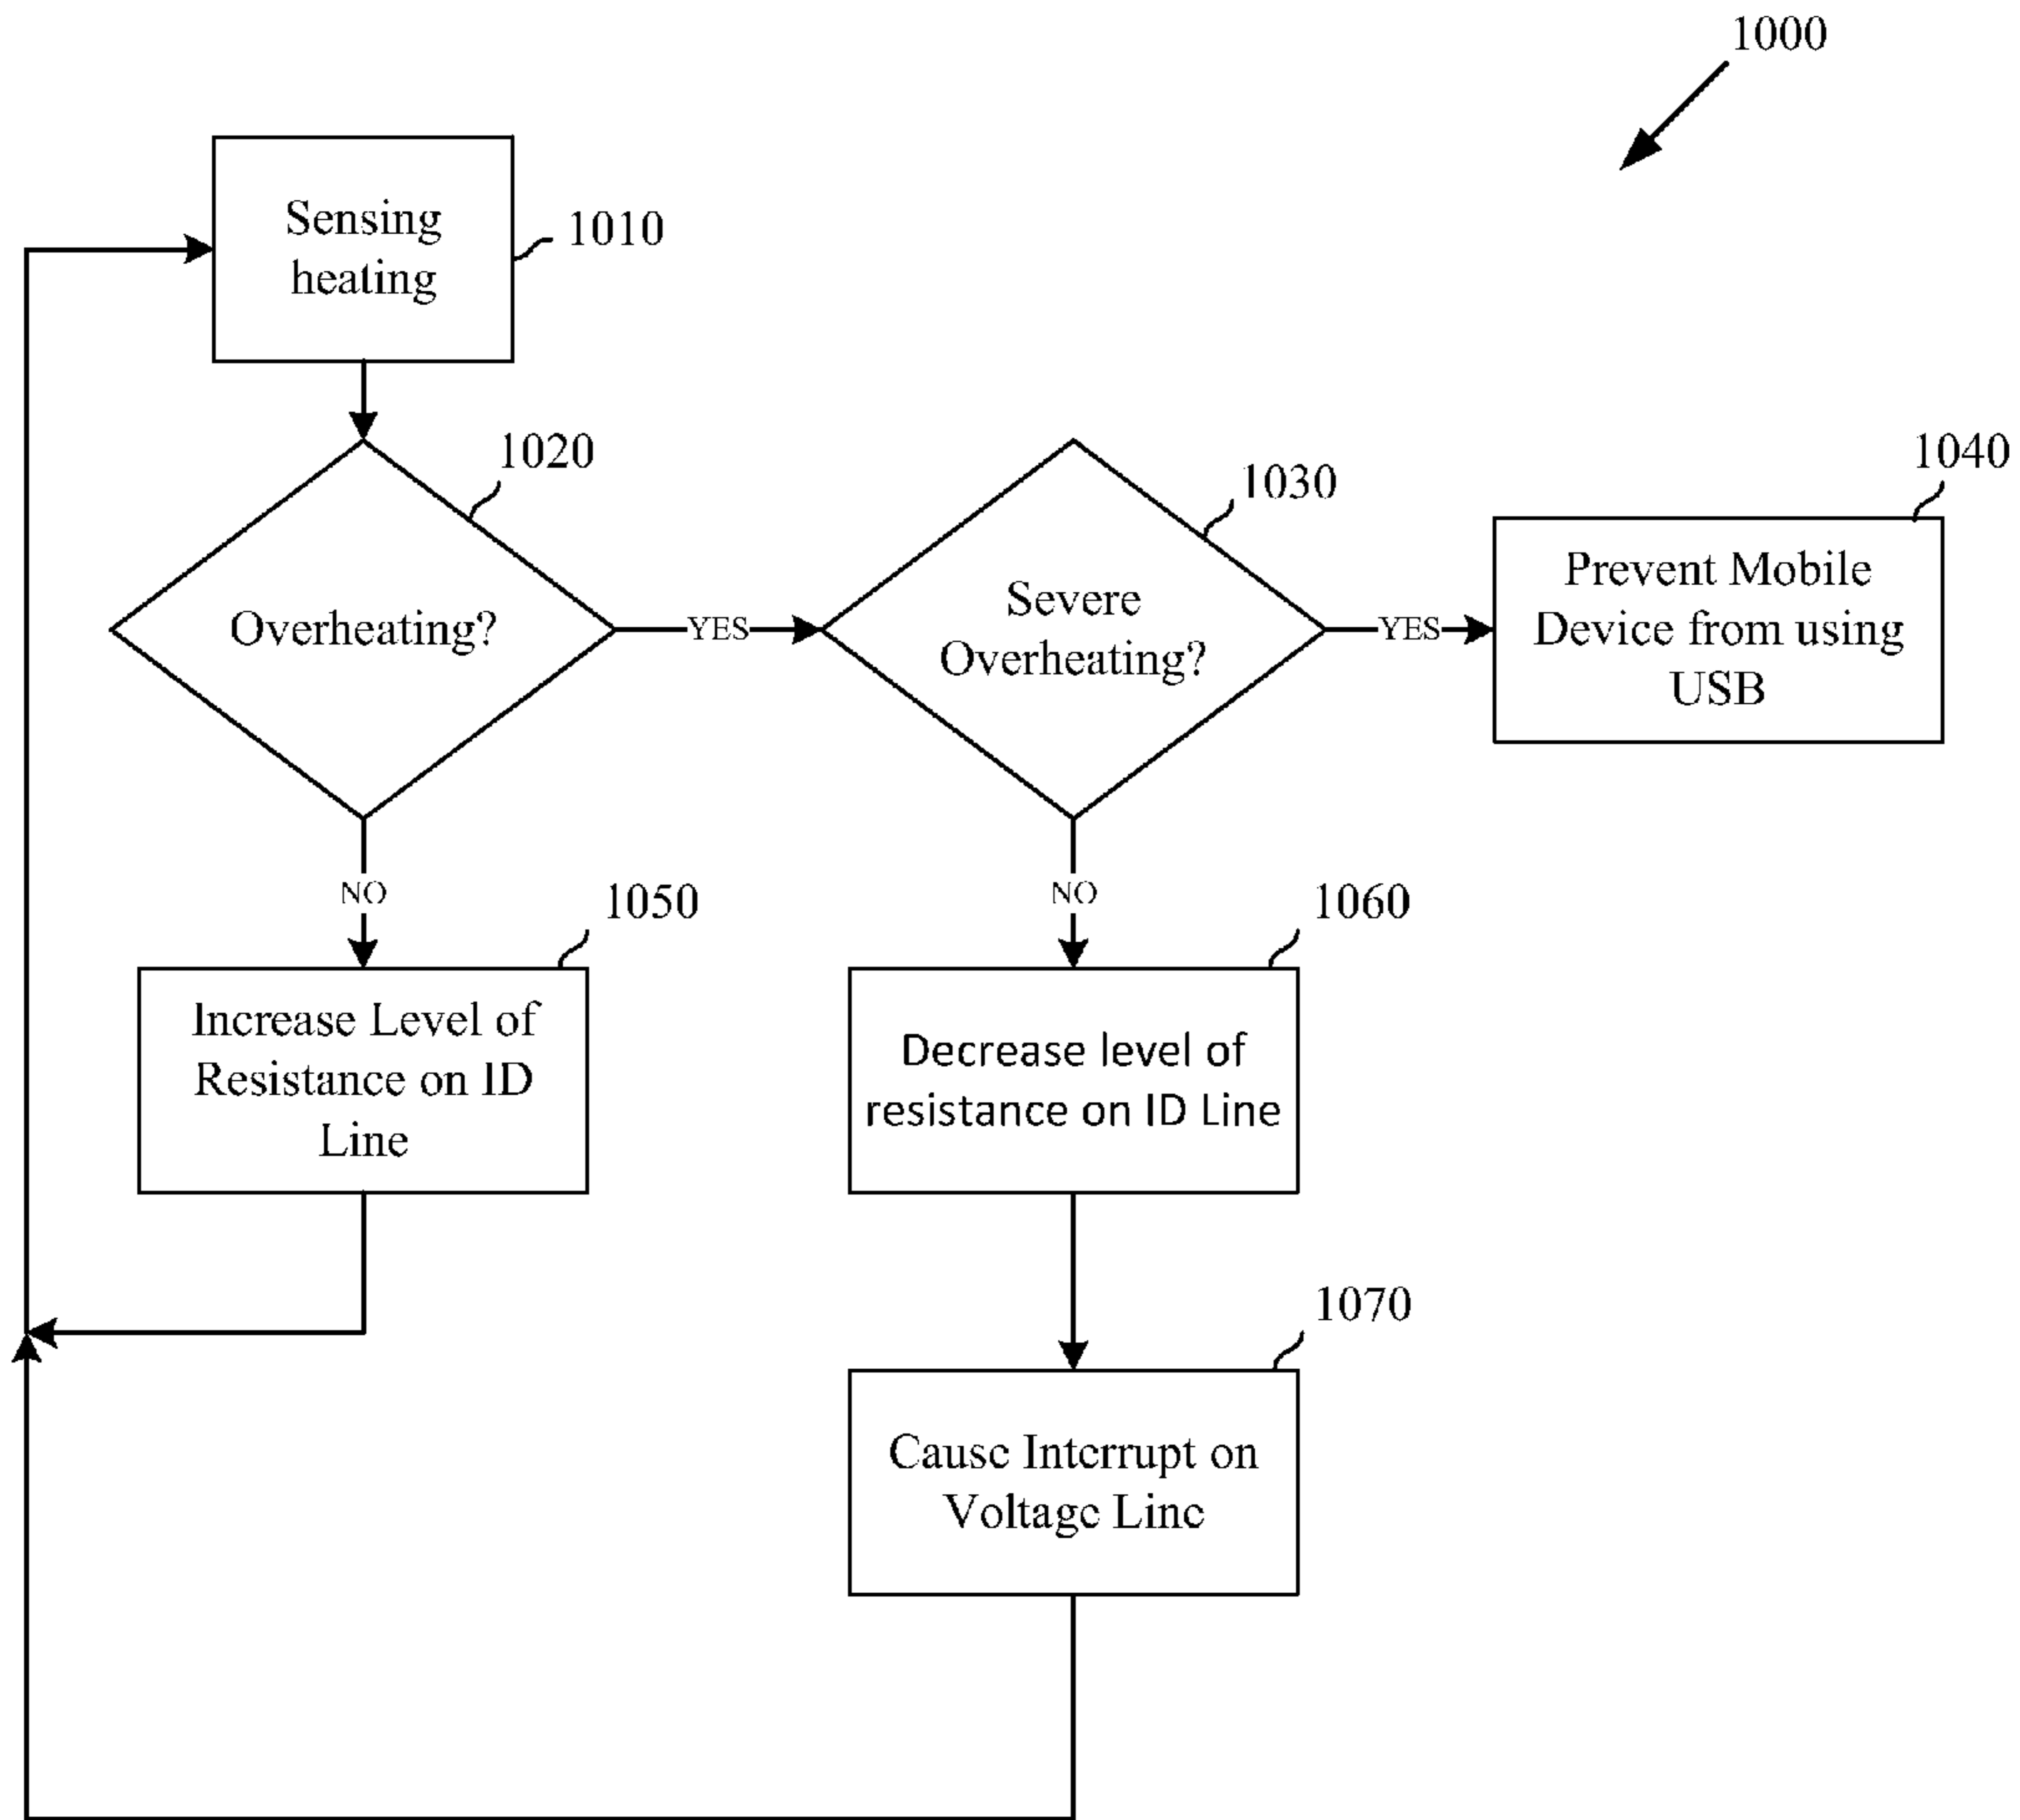 1000
Sensing
heating
1010
1020
Overheating?
YES
1030
Severe
Overheating?
YES
1040
Prevent Mobile
Device from using
USB
NO
1050
Increase Level of
Resistance on ID
Line
NO
1060
Decrease level of
resistance on ID Line
1070
Cause Interrupt on
Voltage Line